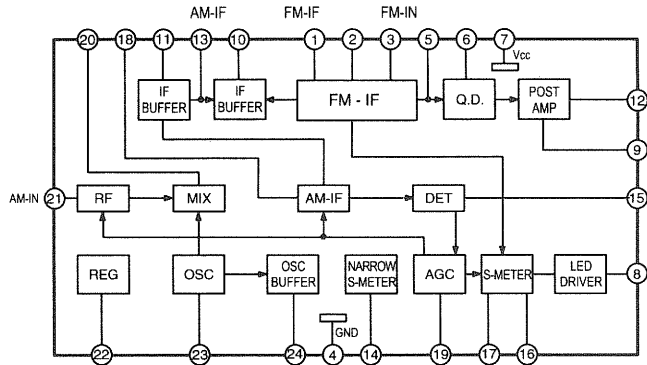 AM-IF FM-IF FM-IN
20 18 11 13 10 1 2 3 5 6 7
Vcc
IF BUFFER
IF BUFFER
FM - IF
Q.D.
POST AMP
12
9
AM-IN 21 RF MIX AM-IF DET 15
REG
OSC
OSC BUFFER
NARROW S-METER
AGC
S-METER
LED DRIVER
8
GND
22 23 24 4 14 19 17 16